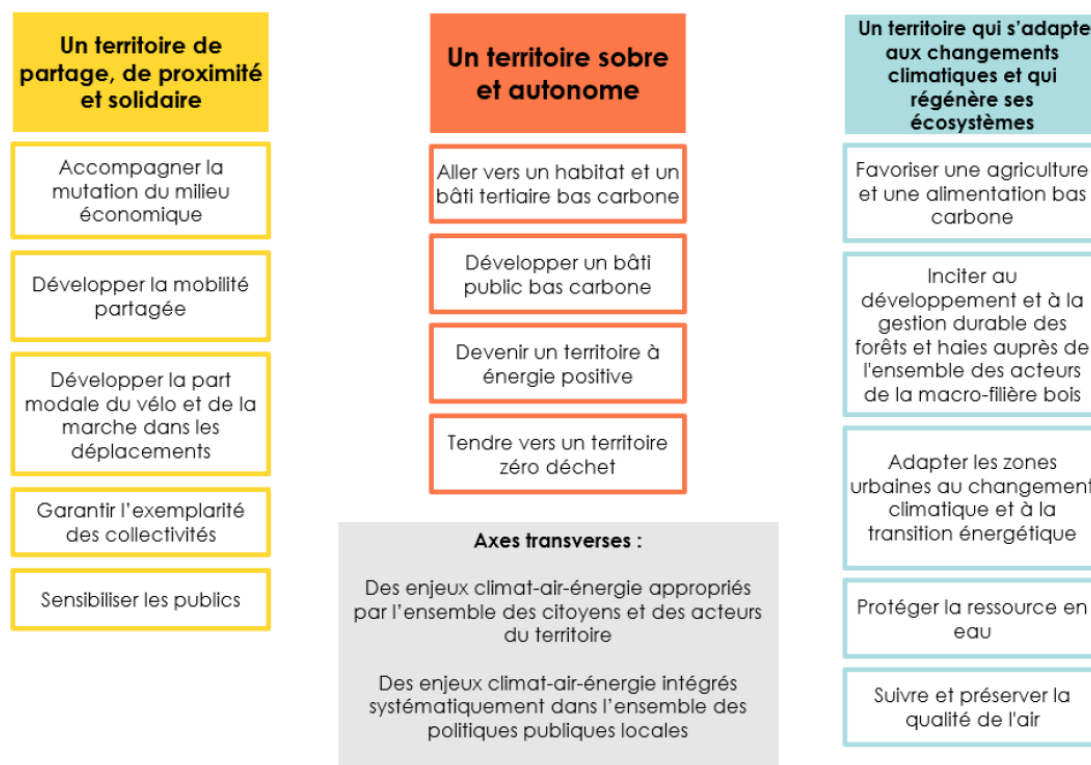 Un territoire de
partage, de proximité
et solidaire
Accompagner la
mutation du milieu
économique
Développer la mobilité
partagée
Développer la part
modale du vélo et de la
marche dans les
déplacements
Garantir l'exemplarité
des collectivités
Sensibiliser les publics
Un territoire sobre
et autonome
Aller vers un habitat et un
bâti tertiaire bas carbone
Développer un bâti
public bas carbone
Devenir un territoire à
énergie positive
Tendre vers un territoire
zéro déchet
Axes transverses :
Des enjeux climat-air-énergie appropriés
par l'ensemble des citoyens et des acteurs
du territoire
Des enjeux climat-air-énergie intégrés
systématiquement dans l'ensemble des
politiques publiques locales
Un territoire qui s'adapte
aux changements
climatiques et qui
régénère ses
écosystèmes
Favoriser une agriculture
et une alimentation bas
carbone
Inciter au
développement et à la
gestion durable des
forêts et haies auprès de
l'ensemble des acteurs
de la macro-filière bois
Adapter les zones
urbaines au changement
climatique et à la
transition énergétique
Protéger la ressource en
eau
Suivre et préserver la
qualité de l'air